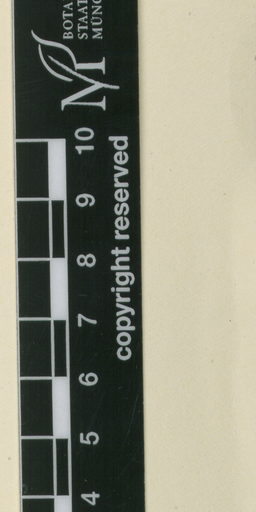 BOTA
STAAT
MÜNC
10 9 8 7 6 5 4
copyright reserved